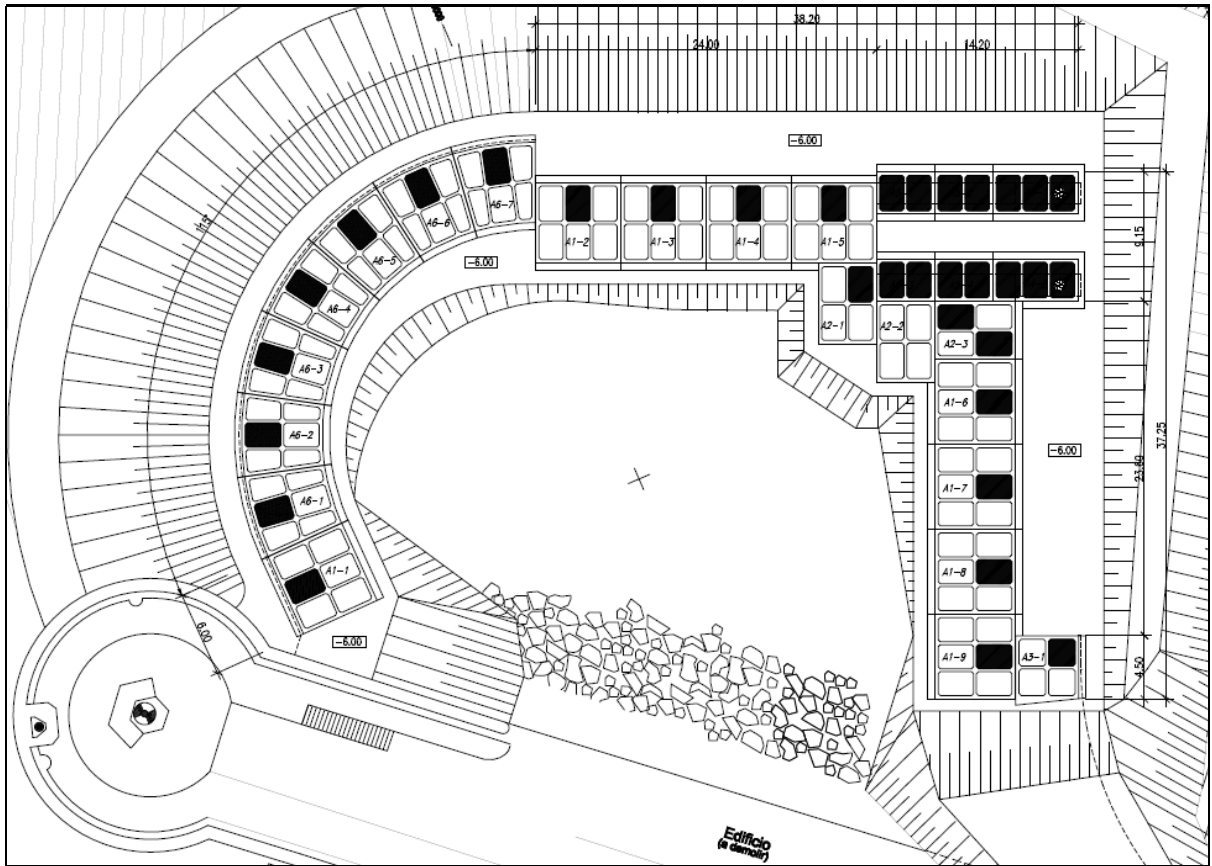 38.20
24.00
14.20
-6.00
A6-7
A6-6
A1-2
A1-3
A1-4
A1-5
A6-5
-6.00
9.15
A6-4
A2-1
A2-2
A2-3
A6-3
A1-6
A6-2
37.25
-6.00
23.60
A1-7
A6-1
A1-8
A1-1
6.00
-6.00
A1-9
A3-1
4.50
Edificio
(a demoler)